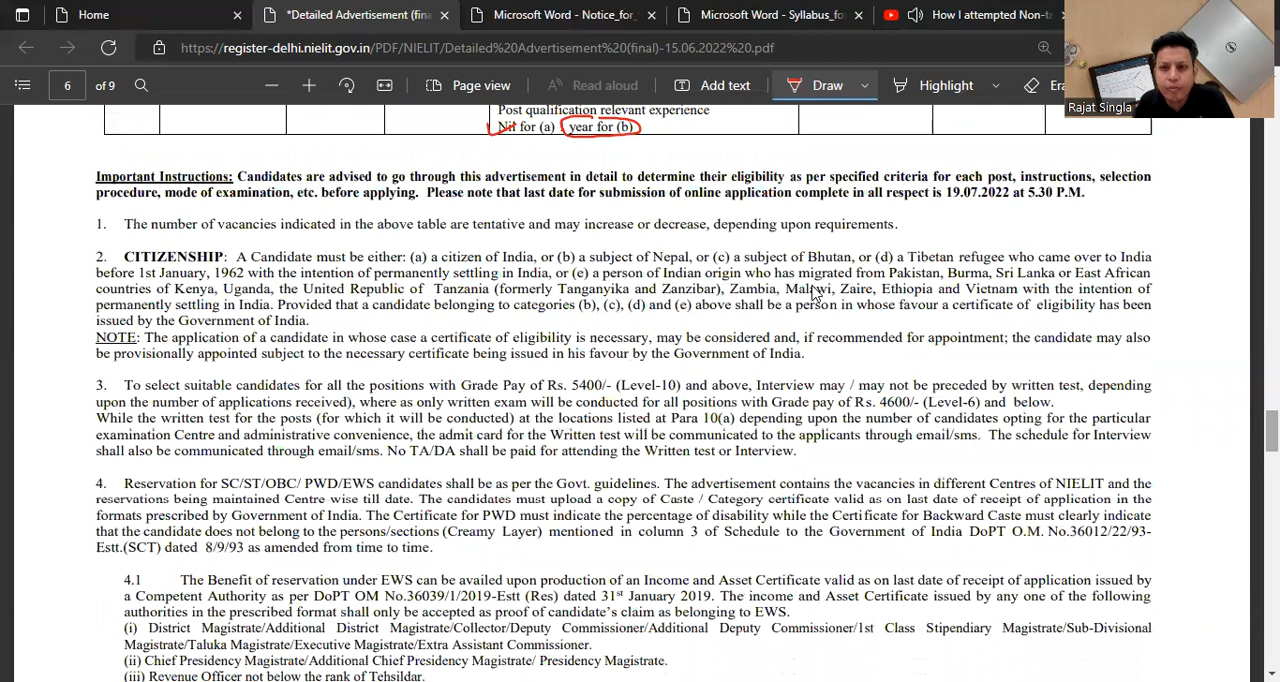 Home
*Detailed Advertisement (fina
Microsoft Word - Notice_for_
Microsoft Word - Syllabus_fo
How I attempted Non-te
https://register-delhi.nielit.gov.in/PDF/NIELIT/Detailed%20Advertisement%20(final)-15.06.2022%20.pdf
6 of 9
Page view
Read aloud
Add text
Draw
Highlight
Era
Rajat Singla
Post qualification relevant experience
Nil for (a) year for (b)
Important Instructions: Candidates are advised to go through this advertisement in detail to determine their eligibility as per specified criteria for each post, instructions, selection
procedure, mode of examination, etc. before applying. Please note that last date for submission of online application complete in all respect is 19.07.2022 at 5.30 P.M.
1. The number of vacancies indicated in the above table are tentative and may increase or decrease, depending upon requirements.
2. CITIZENSHIP: A Candidate must be either: (a) a citizen of India, or (b) a subject of Nepal, or (c) a subject of Bhutan, or (d) a Tibetan refugee who came over to India
before 1st January, 1962 with the intention of permanently settling in India, or (e) a person of Indian origin who has migrated from Pakistan, Burma, Sri Lanka or East African
countries of Kenya, Uganda, the United Republic of Tanzania (formerly Tanganyika and Zanzibar), Zambia, Malawi, Zaire, Ethiopia and Vietnam with the intention of
permanently settling in India. Provided that a candidate belonging to categories (b), (c), (d) and (e) above shall be a person in whose favour a certificate of eligibility has been
issued by the Government of India.
NOTE: The application of a candidate in whose case a certificate of eligibility is necessary, may be considered and, if recommended for appointment; the candidate may also
be provisionally appointed subject to the necessary certificate being issued in his favour by the Government of India.
3. To select suitable candidates for all the positions with Grade Pay of Rs. 5400/- (Level-10) and above, Interview may / may not be preceded by written test, depending
upon the number of applications received), where as only written exam will be conducted for all positions with Grade pay of Rs. 4600/- (Level-6) and below.
While the written test for the posts (for which it will be conducted) at the locations listed at Para 10(a) depending upon the number of candidates opting for the particular
examination Centre and administrative convenience, the admit card for the Written test will be communicated to the applicants through email/sms. The schedule for Interview
shall also be communicated through email/sms. No TA/DA shall be paid for attending the Written test or Interview.
4. Reservation for SC/ST/OBC/ PWD/EWS candidates shall be as per the Govt. guidelines. The advertisement contains the vacancies in different Centres of NIELIT and the
reservations being maintained Centre-wise till date. The candidates must upload a copy of Caste / Category certificate valid as on last date of receipt of application in the
formats prescribed by Government of India. The Certificate for PWD must indicate the percentage of disability while the Certificate for Backward Caste must clearly indicate
that the candidate does not belong to the persons/sections (Creamy Layer) mentioned in column 3 of Schedule to the Government of India DoPT O.M. No.36012/22/93-
Estt.(SCT) dated 8/9/93 as amended from time to time.
4.1 The Benefit of reservation under EWS can be availed upon production of an Income and Asset Certificate valid as on last date of receipt of application issued by
a Competent Authority as per DoPT OM No.36039/1/2019-Estt (Res) dated 31st January 2019. The income and Asset Certificate issued by any one of the following
authorities in the prescribed format shall only be accepted as proof of candidate's claim as belonging to EWS.
(i) District Magistrate/Additional District Magistrate/Collector/Deputy Commissioner/Additional Deputy Commissioner/1st Class Stipendiary Magistrate/Sub-Divisional
Magistrate/Taluka Magistrate/Executive Magistrate/Extra Assistant Commissioner.
(ii) Chief Presidency Magistrate/Additional Chief Presidency Magistrate/ Presidency Magistrate.
(iii) Revenue Officer not below the rank of Tehsildar.